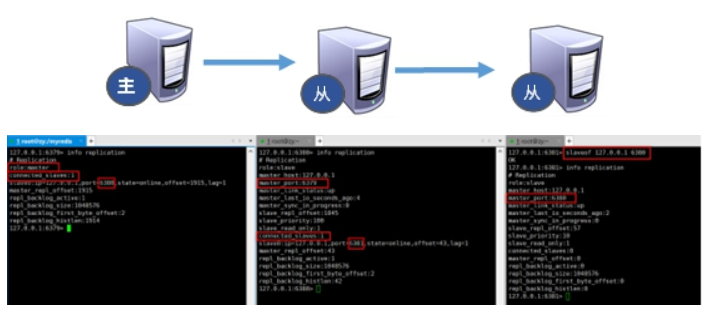 主
从
从
1 root@zy:/myredis
127.0.0.1:6379> info replication
# Replication
role:master
connected_slaves:1
slave0:ip=127.0.0.1,port=6380,state=online,offset=1915,lag=1
master_repl_offset:1915
repl_backlog_active:1
repl_backlog_size:1048576
repl_backlog_first_byte_offset:2
repl_backlog_histlen:1914
127.0.0.1:6379>
1 root@zy:~
127.0.0.1:6380> info replication
# Replication
role:slave
master_host:127.0.0.1
master_port:6379
master_link_status:up
master_last_io_seconds_ago:4
master_sync_in_progress:0
slave_repl_offset:1845
slave_priority:100
slave_read_only:1
connected_slaves:1
slave0:ip=127.0.0.1,port=6381,state=online,offset=43,lag=1
master_repl_offset:43
repl_backlog_active:1
repl_backlog_size:1048576
repl_backlog_first_byte_offset:2
repl_backlog_histlen:42
127.0.0.1:6380>
1 root@zy:~
127.0.0.1:6381> slaveof 127.0.0.1 6380
OK
127.0.0.1:6381> info replication
# Replication
role:slave
master_host:127.0.0.1
master_port:6380
master_link_status:up
master_last_io_seconds_ago:2
master_sync_in_progress:0
slave_repl_offset:57
slave_priority:10
slave_read_only:1
connected_slaves:0
master_repl_offset:0
repl_backlog_active:0
repl_backlog_size:1048576
repl_backlog_first_byte_offset:0
repl_backlog_histlen:0
127.0.0.1:6381>